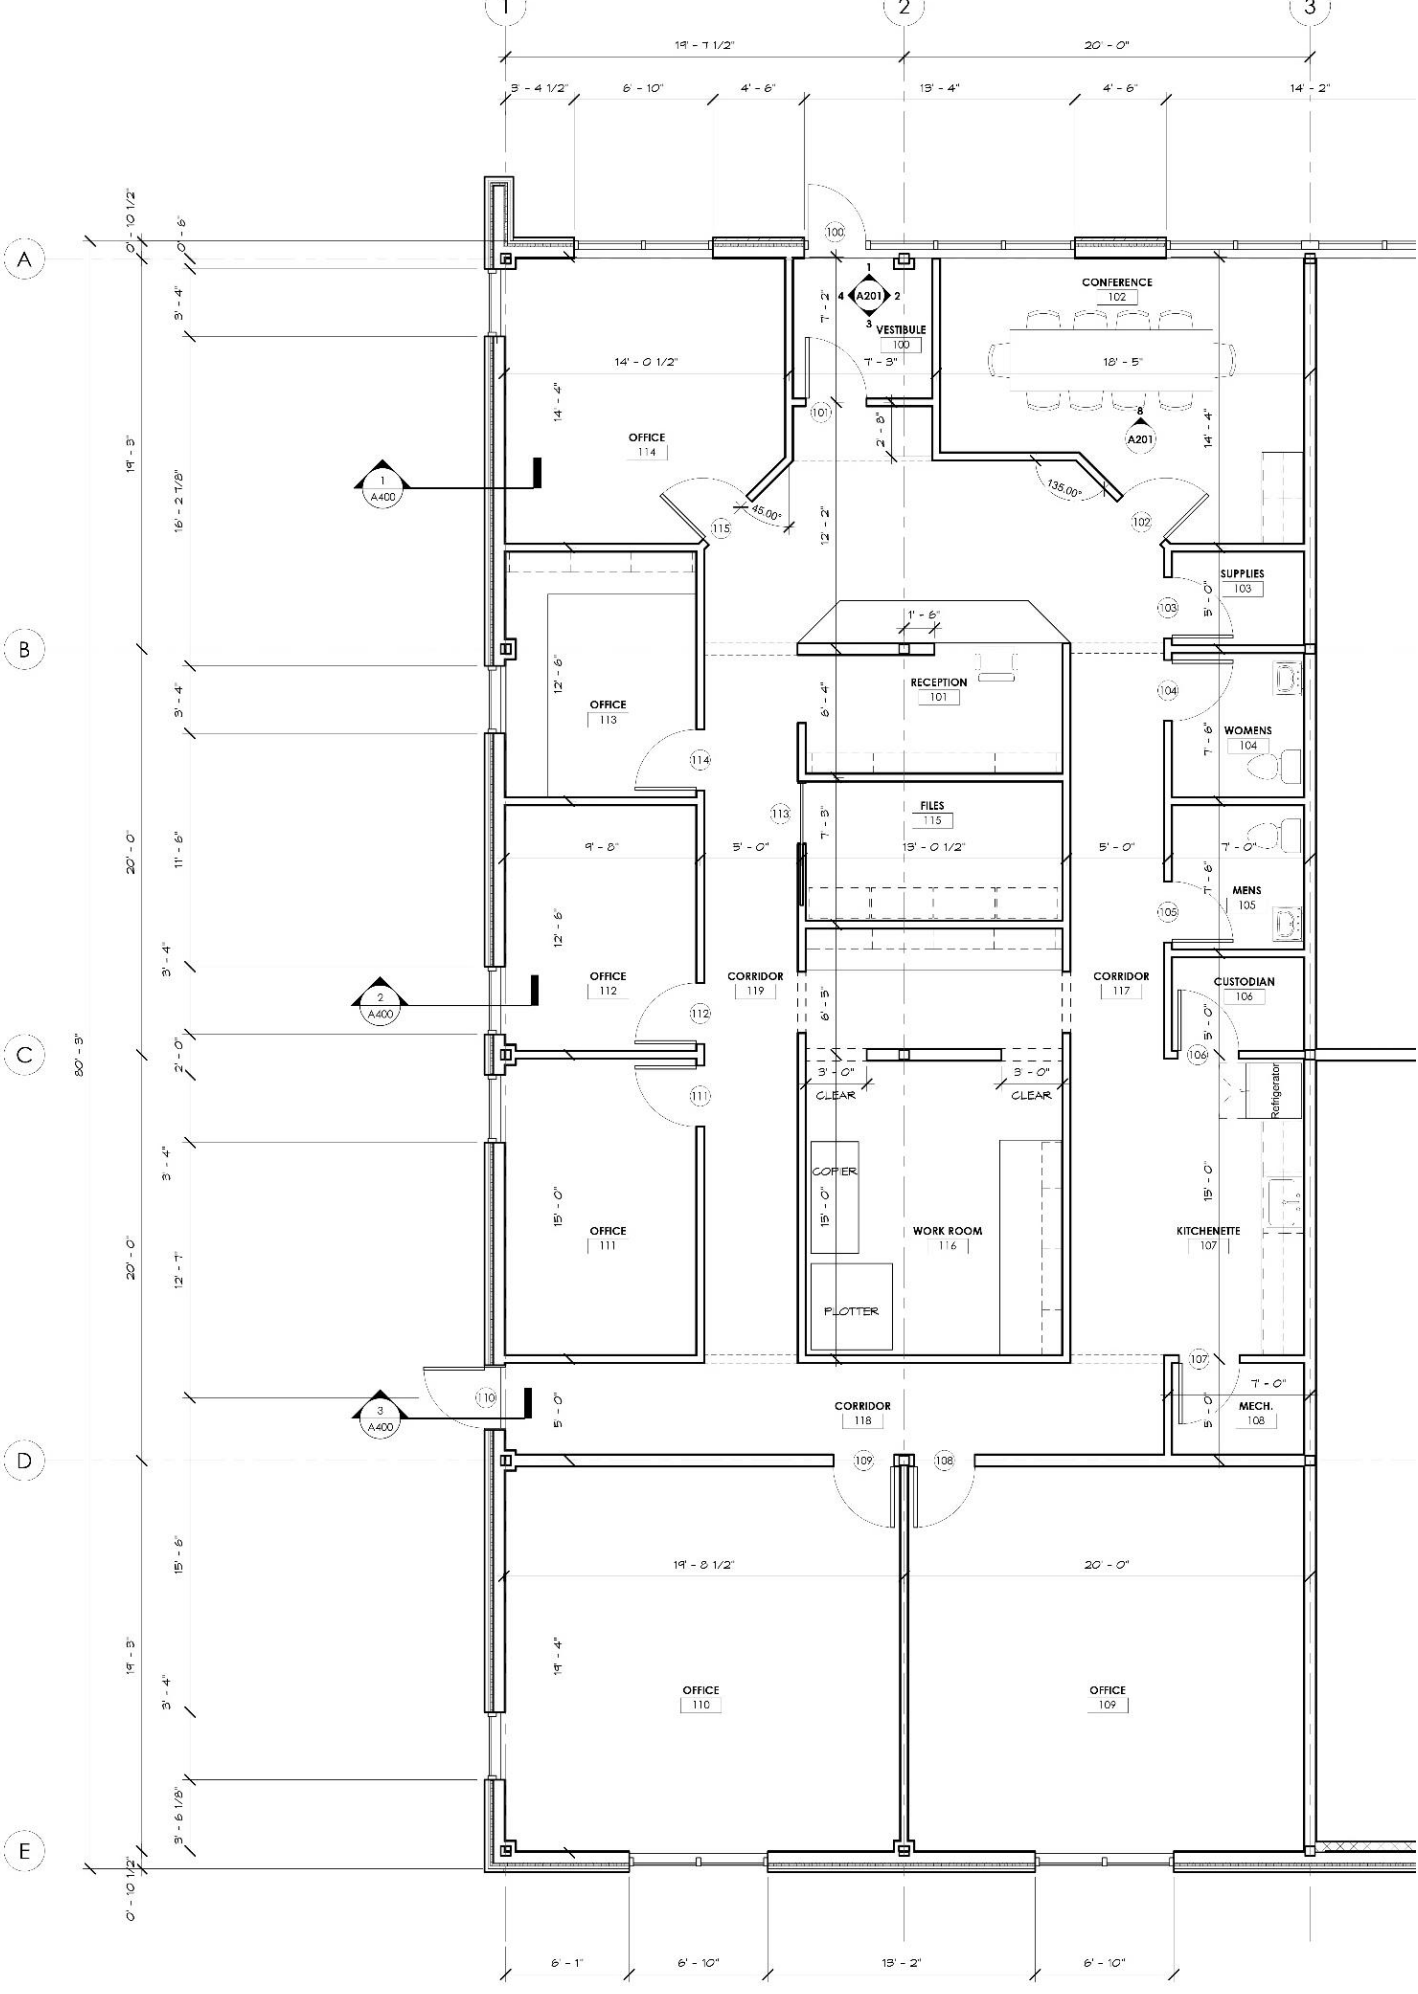 1
2
3
19' - 7 1/2"
20' - 0"
3' - 4 1/2"
6' - 10"
4' - 6"
13' - 4"
4' - 6"
14' - 2"
0' - 10 1/2"
0' - 6"
A
100
3' - 4"
7' - 2"
1
4 A201 2
3
VESTIBULE
100
CONFERENCE
102
14' - 0 1/2"
7' - 3"
18' - 5"
14' - 4"
101
2' - 8"
8
A201
14' - 4"
OFFICE
114
19' - 3"
1
A400
16' - 2 7/8"
45.00°
135.00°
115
12' - 2"
102
SUPPLIES
103
103
5' - 0"
1' - 6"
B
12' - 6"
3' - 4"
OFFICE
113
RECEPTION
101
6' - 4"
104
WOMENS
104
7' - 6"
114
113
FILES
115
7' - 3"
20' - 0"
11' - 6"
9' - 8"
5' - 0"
13' - 0 1/2"
5' - 0"
7' - 0"
7' - 6"
MENS
105
105
12' - 6"
3' - 4"
OFFICE
112
CORRIDOR
119
CORRIDOR
117
CUSTODIAN
106
2
A400
112
6' - 3"
5' - 0"
C
80' - 3"
2' - 0"
106
3' - 0"
CLEAR
3' - 0"
CLEAR
Refrigerator
111
3' - 4"
COPIER
15' - 0"
15' - 0"
15' - 0"
OFFICE
111
WORK ROOM
116
KITCHENETTE
107
20' - 0"
12' - 7"
PLOTTER
107
7' - 0"
110
3
A400
5' - 0"
CORRIDOR
118
5' - 0"
MECH.
108
D
109
108
15' - 6"
19' - 8 1/2"
20' - 0"
19' - 3"
19' - 4"
3' - 4"
OFFICE
110
OFFICE
109
3' - 6 1/8"
E
0' - 10 1/2"
6' - 1"
6' - 10"
13' - 2"
6' - 10"